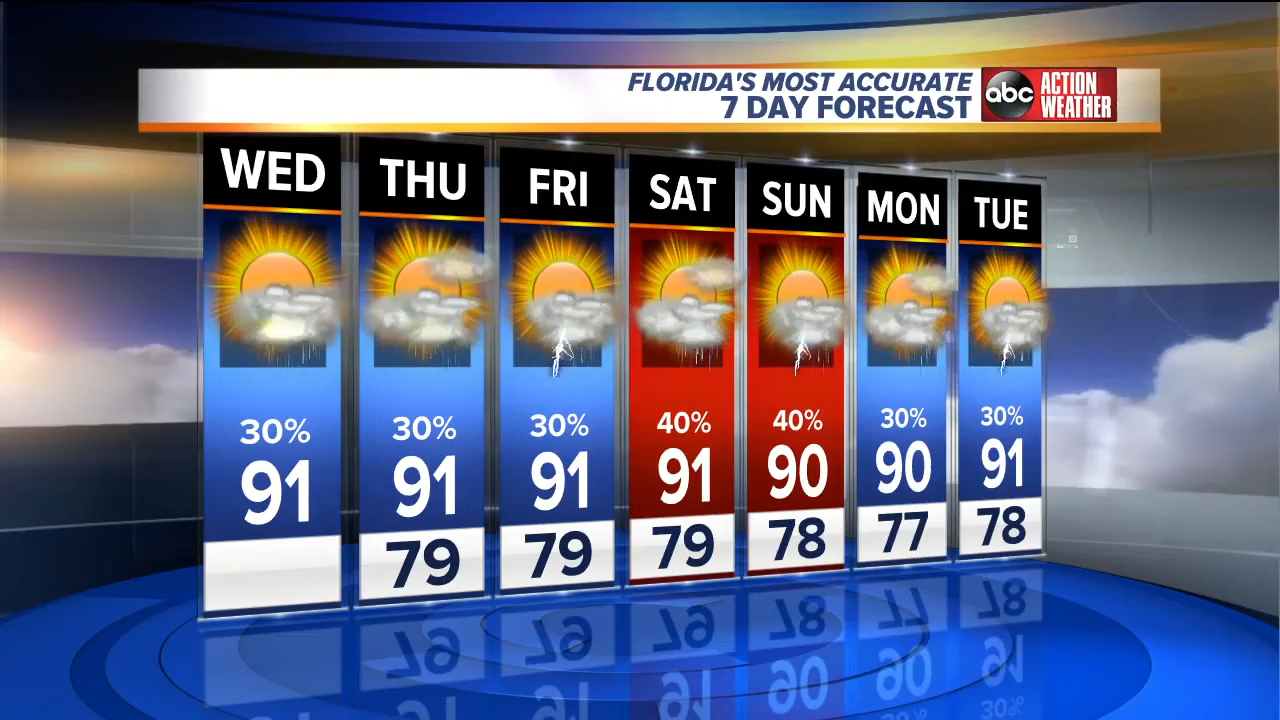 FLORIDA'S MOST ACCURATE
7 DAY FORECAST
abc ACTION WEATHER
WED THU FRI SAT SUN MON TUE
30% 30% 30% 40% 40% 30% 30%
91 91 91 91 90 90 91
79 79 79 78 77 78